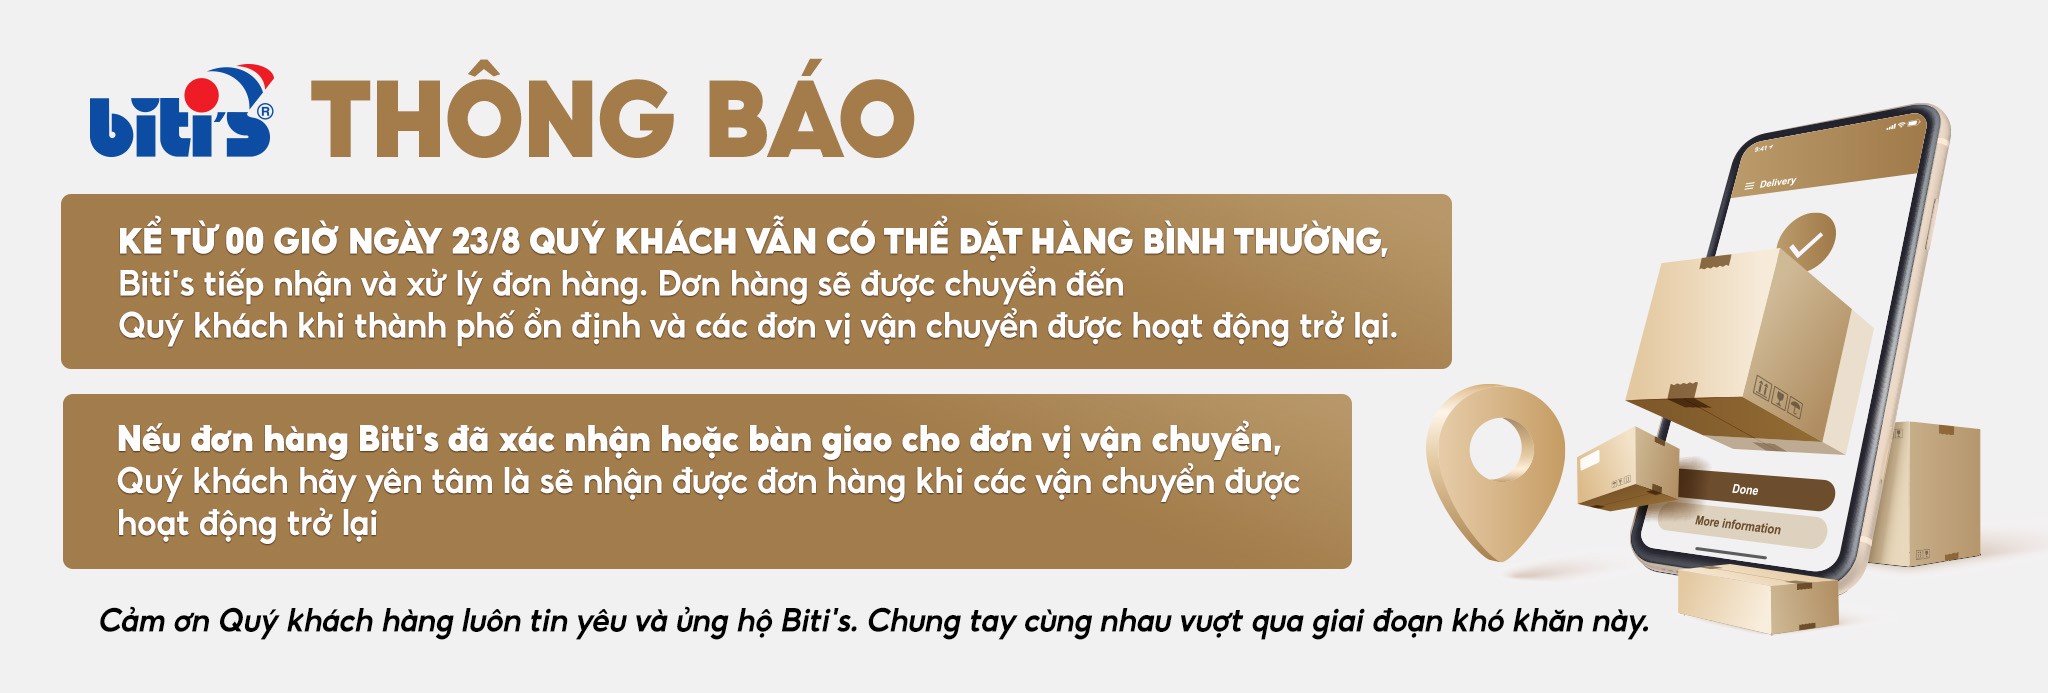 biti's®
THÔNG BÁO
KỂ TỪ 00 GIỜ NGÀY 23/8 QUÝ KHÁCH VẪN CÓ THỂ ĐẶT HÀNG BÌNH THƯỜNG,
Biti's tiếp nhận và xử lý đơn hàng. Đơn hàng sẽ được chuyển đến
Quý khách khi thành phố ổn định và các đơn vị vận chuyển được hoạt động trở lại.
Nếu đơn hàng Biti's đã xác nhận hoặc bàn giao cho đơn vị vận chuyển,
Quý khách hãy yên tâm là sẽ nhận được đơn hàng khi các vận chuyển được
hoạt động trở lại
Cảm ơn Quý khách hàng luôn tin yêu và ủng hộ Biti's. Chung tay cùng nhau vượt qua giai đoạn khó khăn này.
9:41
Delivery
Done
More information